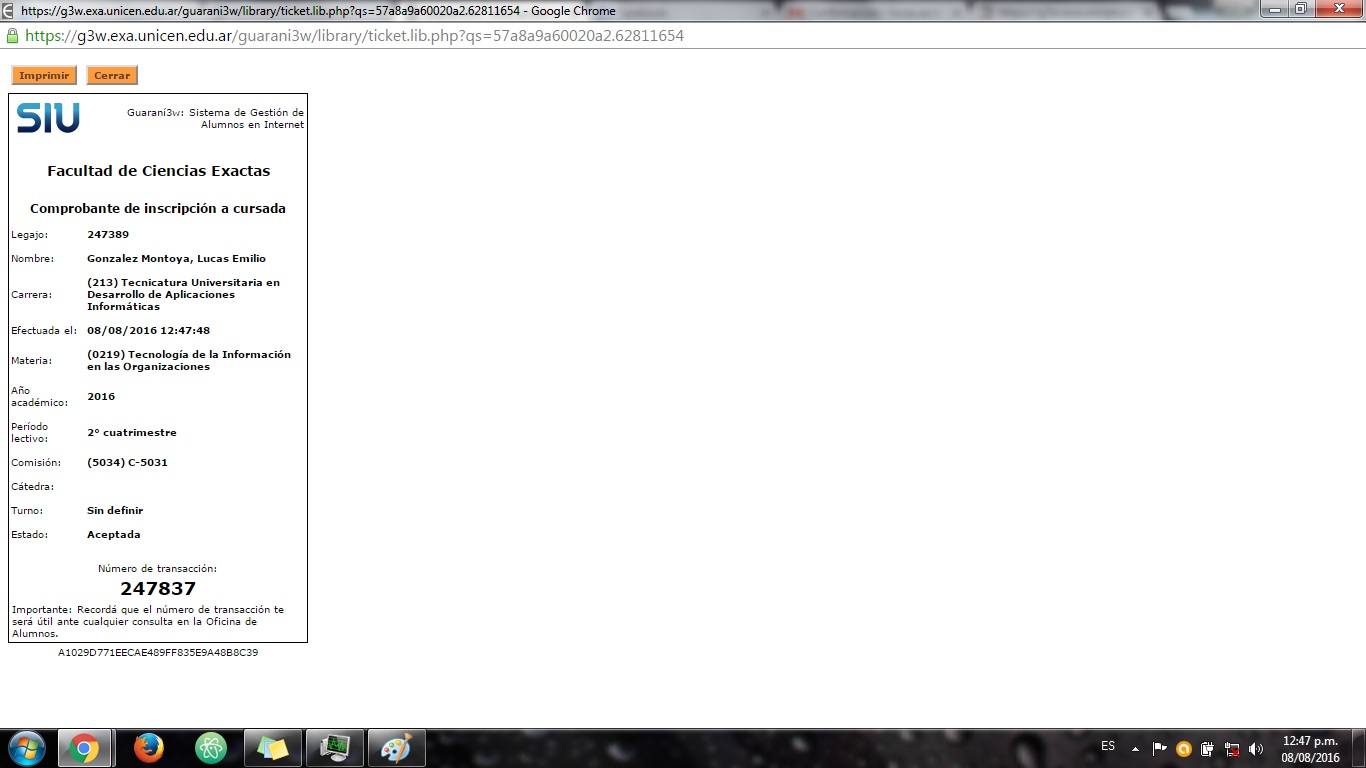 https://g3w.exa.unicen.edu.ar/guarani3w/library/ticket.lib.php?qs=57a8a9a60020a2.62811654 - Google Chrome
https://g3w.exa.unicen.edu.ar/guarani3w/library/ticket.lib.php?qs=57a8a9a60020a2.62811654
Imprimir Cerrar
SIU
Guaraní3w: Sistema de Gestión de
Alumnos en Internet
Facultad de Ciencias Exactas
Comprobante de inscripción a cursada
Legajo: 247389
Nombre: Gonzalez Montoya, Lucas Emilio
Carrera: (213) Tecnicatura Universitaria en
Desarrollo de Aplicaciones
Informáticas
Efectuada el: 08/08/2016 12:47:48
Materia: (0219) Tecnología de la Información
en las Organizaciones
Año
académico: 2016
Período
lectivo: 2° cuatrimestre
Comisión: (5034) C-5031
Cátedra:
Turno: Sin definir
Estado: Aceptada
Número de transacción:
247837
Importante: Recordá que el número de transacción te
será útil ante cualquier consulta en la Oficina de
Alumnos.
A1029D771EECAE489FF835E9A48B8C39
ES
12:47 p.m.
08/08/2016